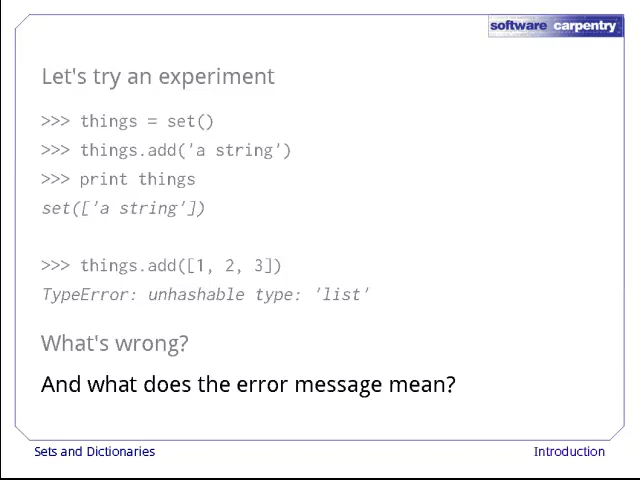 software carpentry
Let's try an experiment
>>> things = set()
>>> things.add('a string')
>>> print things
set(['a string'])
>>> things.add([1, 2, 3])
TypeError: unhashable type: 'list'
What's wrong?
And what does the error message mean?
Sets and Dictionaries
Introduction